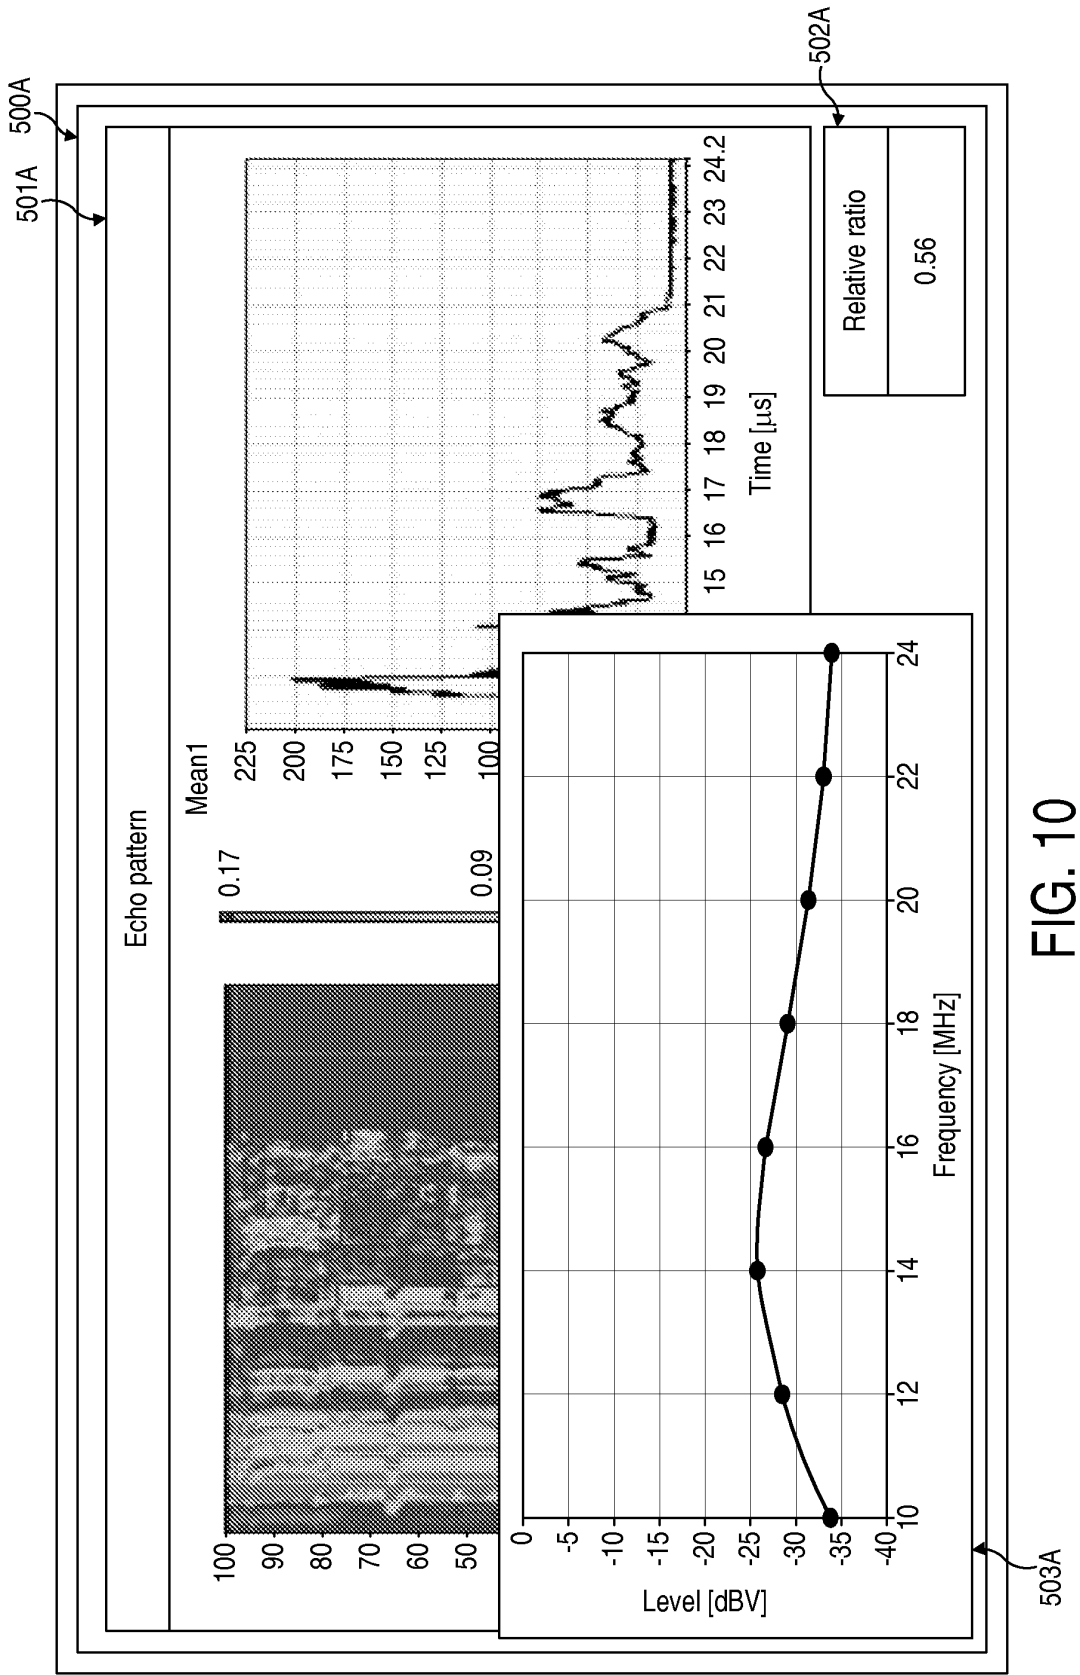 500A
501A
Echo pattern
Mean1
0.17
0.09
100
90
80
70
60
50
225
200
175
150
125
100
15 16 17 18 19 20 21 22 23 24.2
Time [μs]
502A
Relative ratio
0.56
0
-5
-10
-15
-20
-25
-30
-35
-40
Level [dBV]
10 12 14 16 18 20 22 24
Frequency [MHz]
503A
FIG. 10